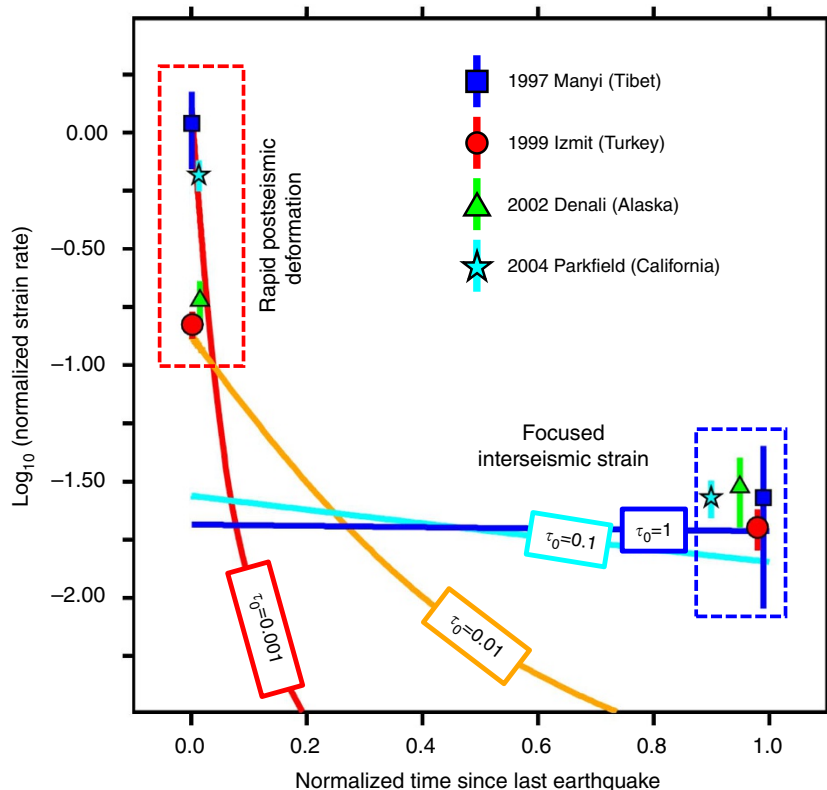 1997 Manyi (Tibet)
1999 Izmit (Turkey)
2002 Denali (Alaska)
2004 Parkfield (California)
Rapid postseismic
deformation
Focused
interseismic strain
τ₀=0.001
τ₀=0.01
τ₀=0.1
τ₀=1
Log₁₀ (normalized strain rate)
0.00
–0.50
–1.00
–1.50
–2.00
0.0 0.2 0.4 0.6 0.8 1.0
Normalized time since last earthquake